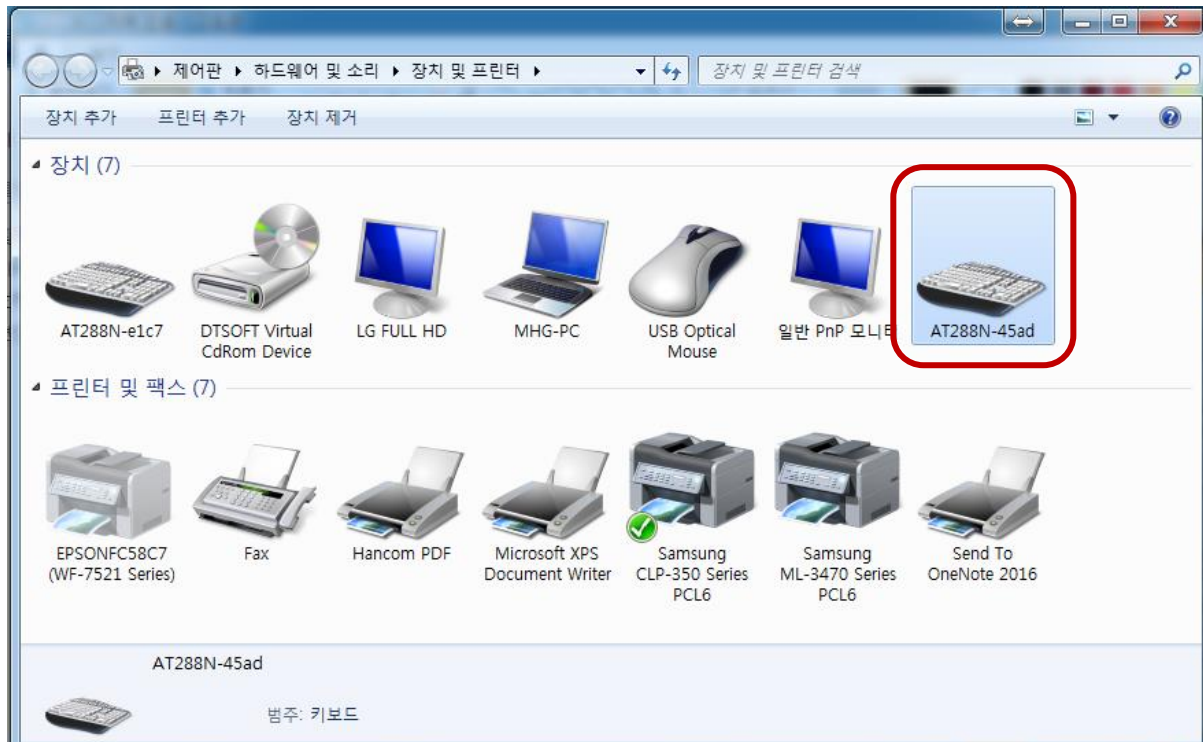 제어판 ▶ 하드웨어 및 소리 ▶ 장치 및 프린터 ▶
장치 및 프린터 검색
장치 추가 프린터 추가 장치 제거
장치 (7)
AT288N-e1c7
DTSOFT Virtual
CdRom Device
LG FULL HD
MHG-PC
USB Optical
Mouse
일반 PnP 모니터
AT288N-45ad
프린터 및 팩스 (7)
EPSONFC58C7
(WF-7521 Series)
Fax
Hancom PDF
Microsoft XPS
Document Writer
Samsung
CLP-350 Series
PCL6
Samsung
ML-3470 Series
PCL6
Send To
OneNote 2016
AT288N-45ad
범주: 키보드